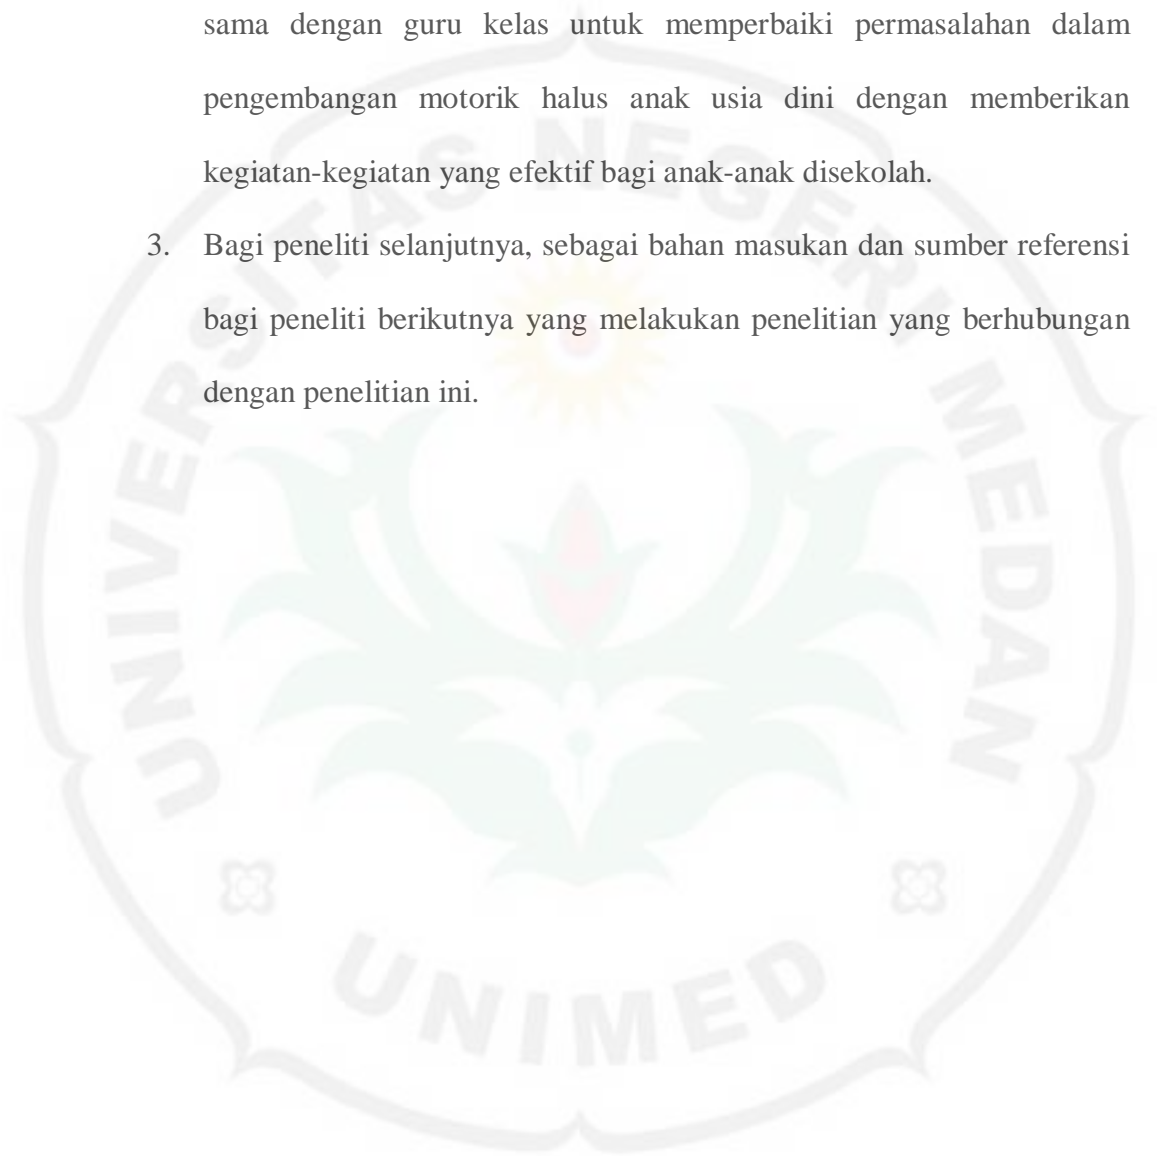 sama dengan guru kelas untuk memperbaiki permasalahan dalam
pengembangan motorik halus anak usia dini dengan memberikan
kegiatan-kegiatan yang efektif bagi anak-anak disekolah.
3. Bagi peneliti selanjutnya, sebagai bahan masukan dan sumber referensi
bagi peneliti berikutnya yang melakukan penelitian yang berhubungan
dengan penelitian ini.
UNIVERSITAS NEGERI MEDAN
UNIMED